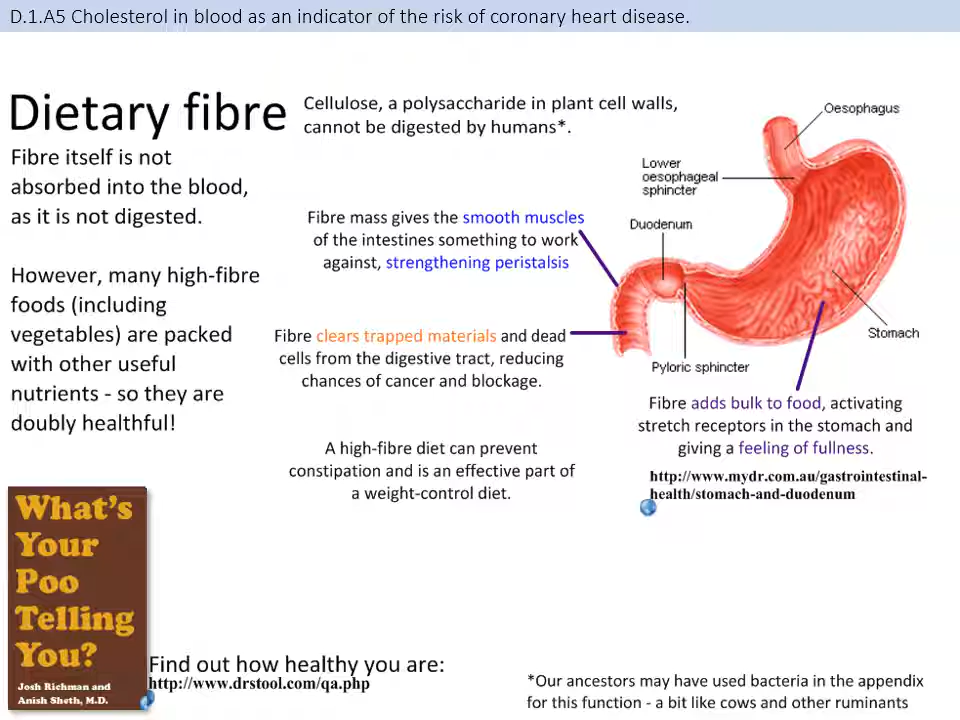 D.1.A5 Cholesterol in blood as an indicator of the risk of coronary heart disease.
Dietary fibre
Fibre itself is not
absorbed into the blood,
as it is not digested.
However, many high-fibre
foods (including
vegetables) are packed
with other useful
nutrients - so they are
doubly healthful!
Cellulose, a polysaccharide in plant cell walls,
cannot be digested by humans*.
Fibre mass gives the smooth muscles
of the intestines something to work
against, strengthening peristalsis
Fibre clears trapped materials and dead
cells from the digestive tract, reducing
chances of cancer and blockage.
A high-fibre diet can prevent
constipation and is an effective part of
a weight-control diet.
Oesophagus
Lower
oesophageal
sphincter
Duodenum
Stomach
Pyloric sphincter
Fibre adds bulk to food, activating
stretch receptors in the stomach and
giving a feeling of fullness.
http://www.mydr.com.au/gastrointestinal-
health/stomach-and-duodenum
What's
Your
Poo
Telling
You?
Josh Richman and
Anish Sheth, M.D.
Find out how healthy you are:
http://www.drstool.com/qa.php
*Our ancestors may have used bacteria in the appendix
for this function - a bit like cows and other ruminants